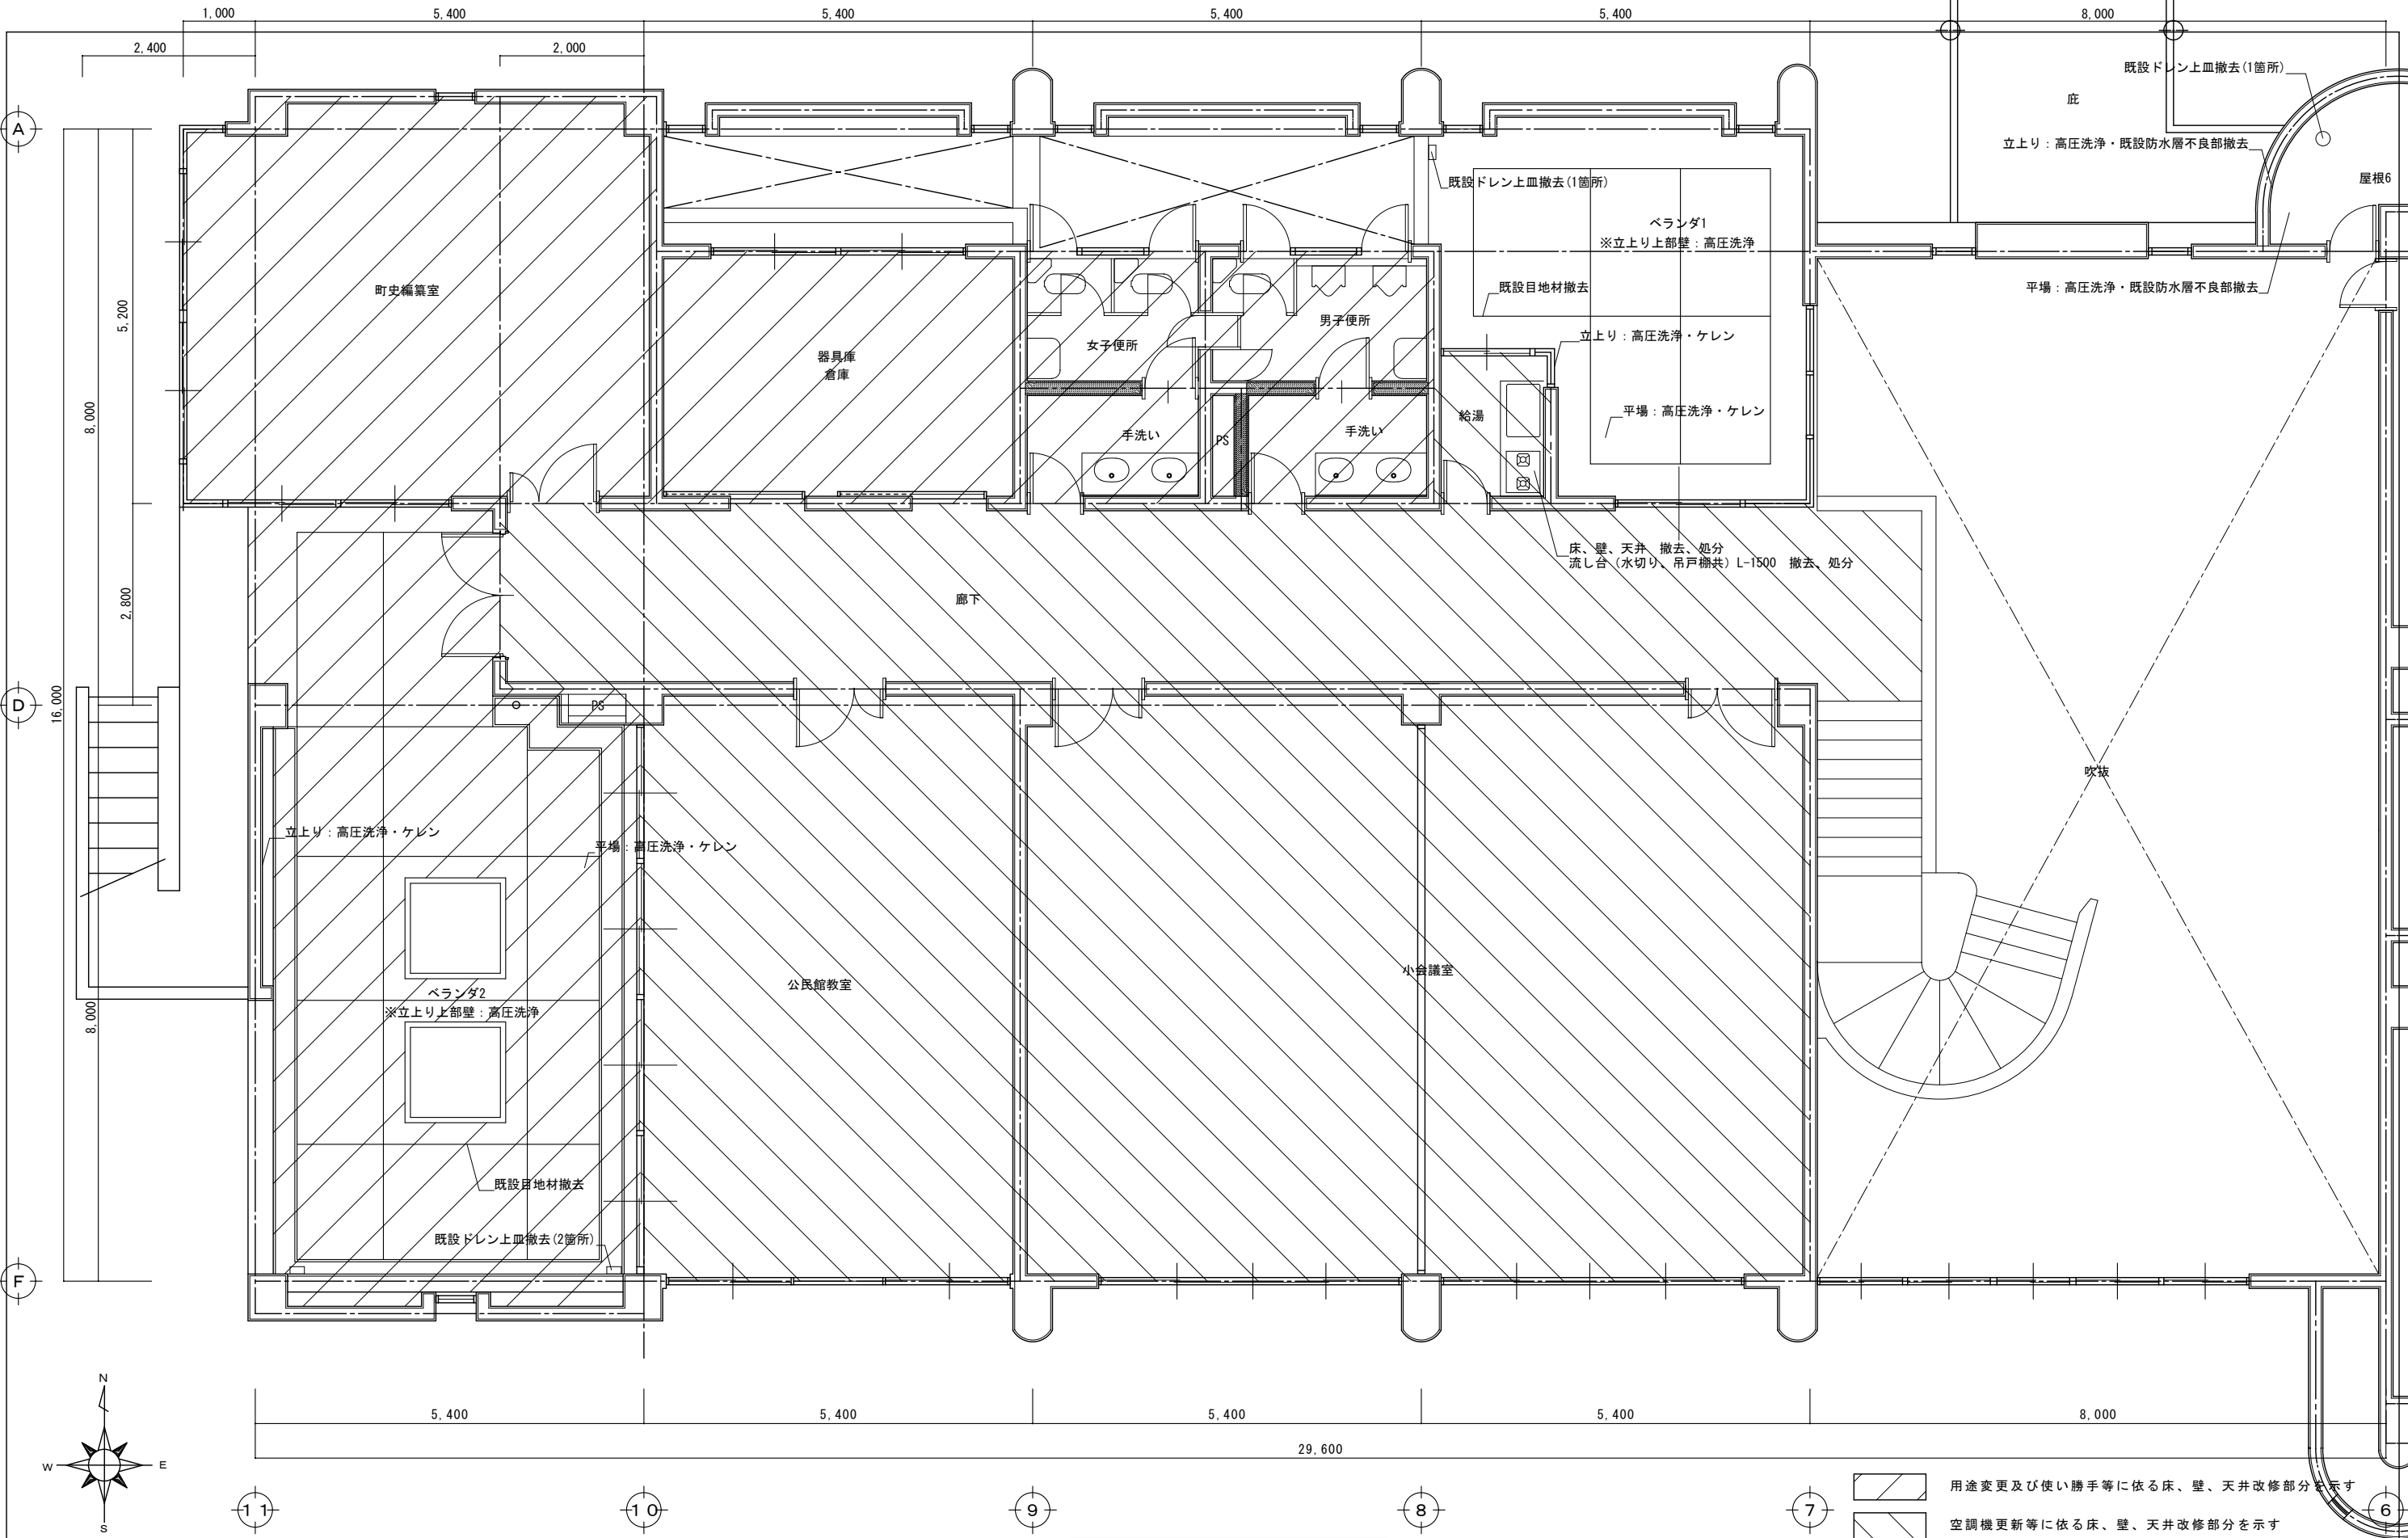 1,000
5,400
5,400
5,400
5,400
8,000
2,400
2,000
既設ドレン上皿撤去(1箇所)
庇
A
立上り：高圧洗浄・既設防水層不良部撤去
屋根6
既設ドレン上皿撤去(1箇所)
ベランダ1
※立上り上部壁：高圧洗浄
町史編纂室
既設目地材撤去
平場：高圧洗浄・既設防水層不良部撤去
5,200
男子便所
女子便所
立上り：高圧洗浄・ケレン
器具庫
倉庫
8,000
給湯
平場：高圧洗浄・ケレン
手洗い
PS
手洗い
床、壁、天井　撤去、処分
流し台（水切り、吊戸棚共）L-1500　撤去、処分
2,800
廊下
16,000
D
PS
吹抜
立上り：高圧洗浄・ケレン
平場：高圧洗浄・ケレン
小会議室
公民館教室
ベランダ2
※立上り上部壁：高圧洗浄
8,000
既設目地材撤去
既設ドレン上皿撤去(2箇所)
F
N
W
E
S
5,400
5,400
5,400
5,400
8,000
29,600
用途変更及び使い勝手等に依る床、壁、天井改修部分を示す
11
10
9
8
7
6
空調機更新等に依る床、壁、天井改修部分を示す